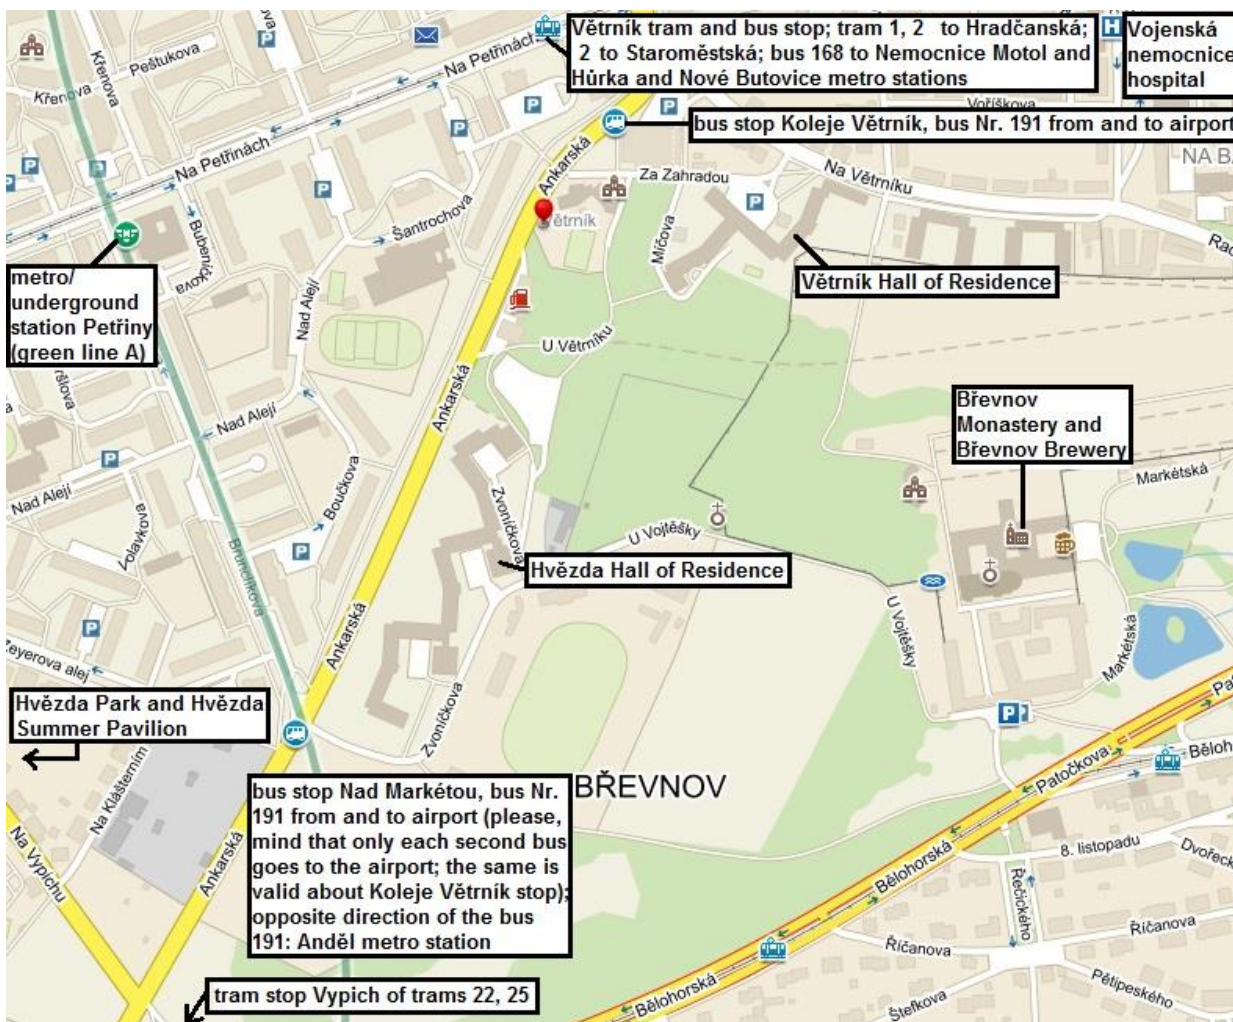 Větrník tram and bus stop; tram 1, 2 to Hradčanská;
2 to Staroměstská; bus 168 to Nemocnice Motol and
Hůrka and Nové Butovice metro stations
H
Vojenská
nemocnice
hospital
Křenova
Peštukova
Na Petřinách
P
Křenova
P
P
Voříškova
bus stop Koleje Větrník, bus Nr. 191 from and to airport
P
Na Petřinách
Ankarská
Za Zahradou
Na Větrníku
P
P
P
Větrník
Šantrochova
Bubeníčkova
Míčova
metro/
underground
station Petřiny
(green line A)
Větrník Hall of Residence
Nad Alejí
U Větrníku
Ankarská
Nad Alejí
Břevnov
Monastery and
Břevnov Brewery
P
Nad Alejí
Markétská
Boučkova
Zvoníčkova
U Vojtěšky
P
Brunclíkova
Hvězda Hall of Residence
U Vojtěšky
Ankarská
P
Markétská
Zeyerova alej
Hvězda Park and Hvězda
Summer Pavilion
Zvoníčkova
P
Na Klášterním
Patočkova
BŘEVNOV
bus stop Nad Markétou, bus Nr.
191 from and to airport (please,
mind that only each second bus
goes to the airport; the same is
valid about Koleje Větrník stop);
opposite direction of the bus
191: Anděl metro station
Na Vypichu
Ankarská
Bělohorská
8. listopadu
Řečického
Říčanova
Říčanova
Pětipeského
tram stop Vypich of trams 22, 25
Bělohorská
Štefkova